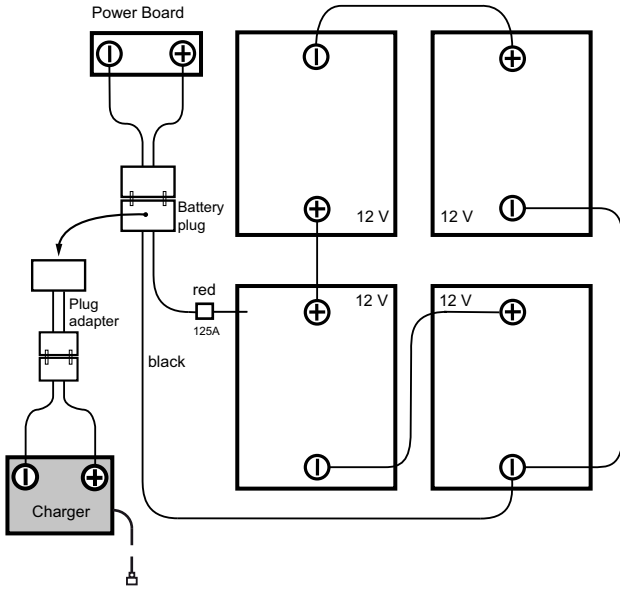 Power Board
12 V
12 V
Battery
plug
red
125A
12 V
12 V
Plug
adapter
black
Charger